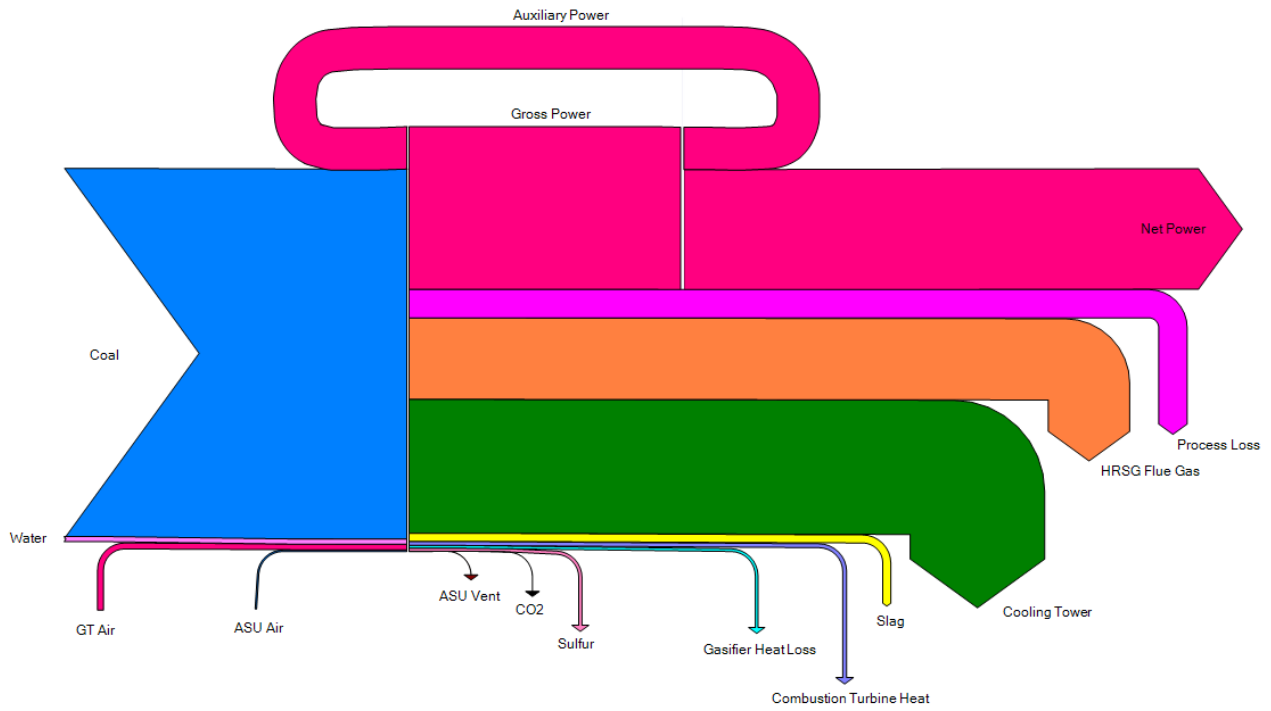 Auxiliary Power
Gross Power
Net Power
Coal
Process Loss
HRSG Flue Gas
Water
ASU Vent
CO2
Cooling Tower
Slag
GT Air
ASU Air
Sulfur
Gasifier Heat Loss
Combustion Turbine Heat